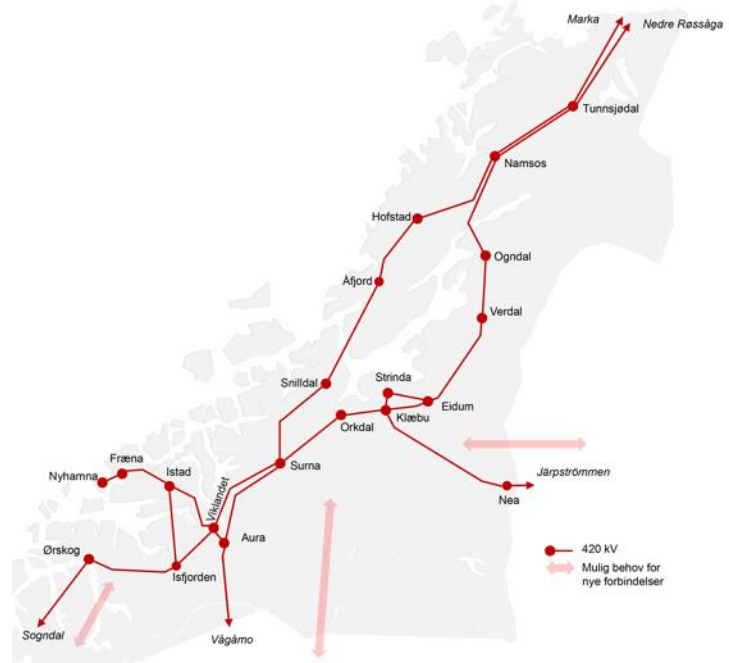 Marka
Nedre Røssåga
Tunnsjødal
Namsos
Hofstad
Ogndal
Åfjord
Verdal
Snilldal
Strinda
Eidum
Orkdal
Klæbu
Surna
Fræna
Istad
Nyhamna
Järpströmmen
Nea
Viklandet
Aura
Ørskog
Isfjorden
420 kV
Mulig behov for
nye forbindelser
Sogndal
Vågåmo